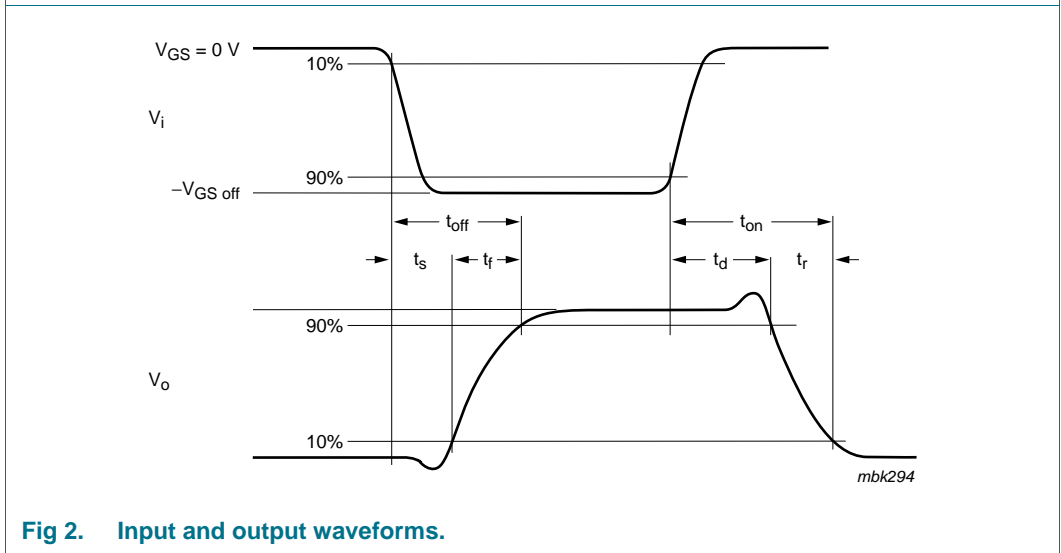 VGS = 0 V
10%
Vi
90%
−VGS off
toff
ton
ts
tf
td
tr
90%
Vo
10%
mbk294
Fig 2. Input and output waveforms.